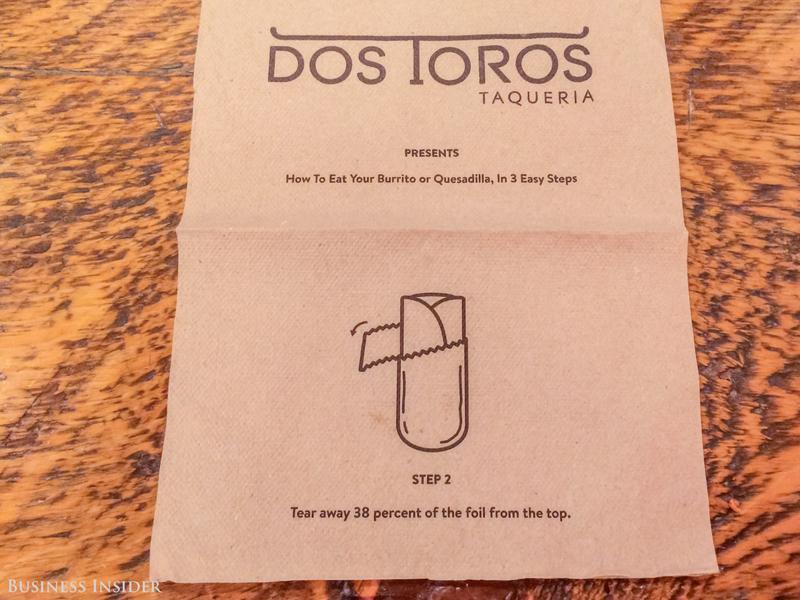 DOS TOROS
TAQUERIA
PRESENTS
How To Eat Your Burrito or Quesadilla, In 3 Easy Steps
STEP 2
Tear away 38 percent of the foil from the top.
BUSINESS INSIDER